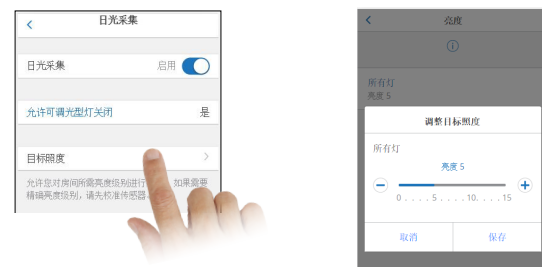 日光采集
日光采集 启用
允许可调光型灯关闭 是
目标照度
允许您对房间所需亮度级别进行 如果需要
精确亮度级别，请先校准传感器
亮度
所有灯
亮度 5
调整目标照度
所有灯
亮度 5
0 . . . . 5 . . . . 10. . . . 15
取消 保存